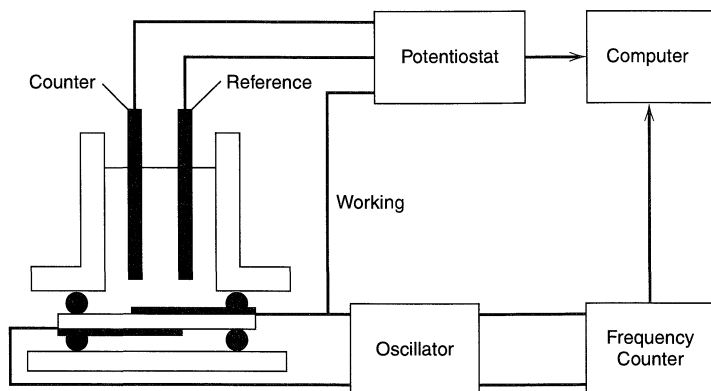 Counter
Reference
Potentiostat
Computer
Working
Oscillator
Frequency
Counter